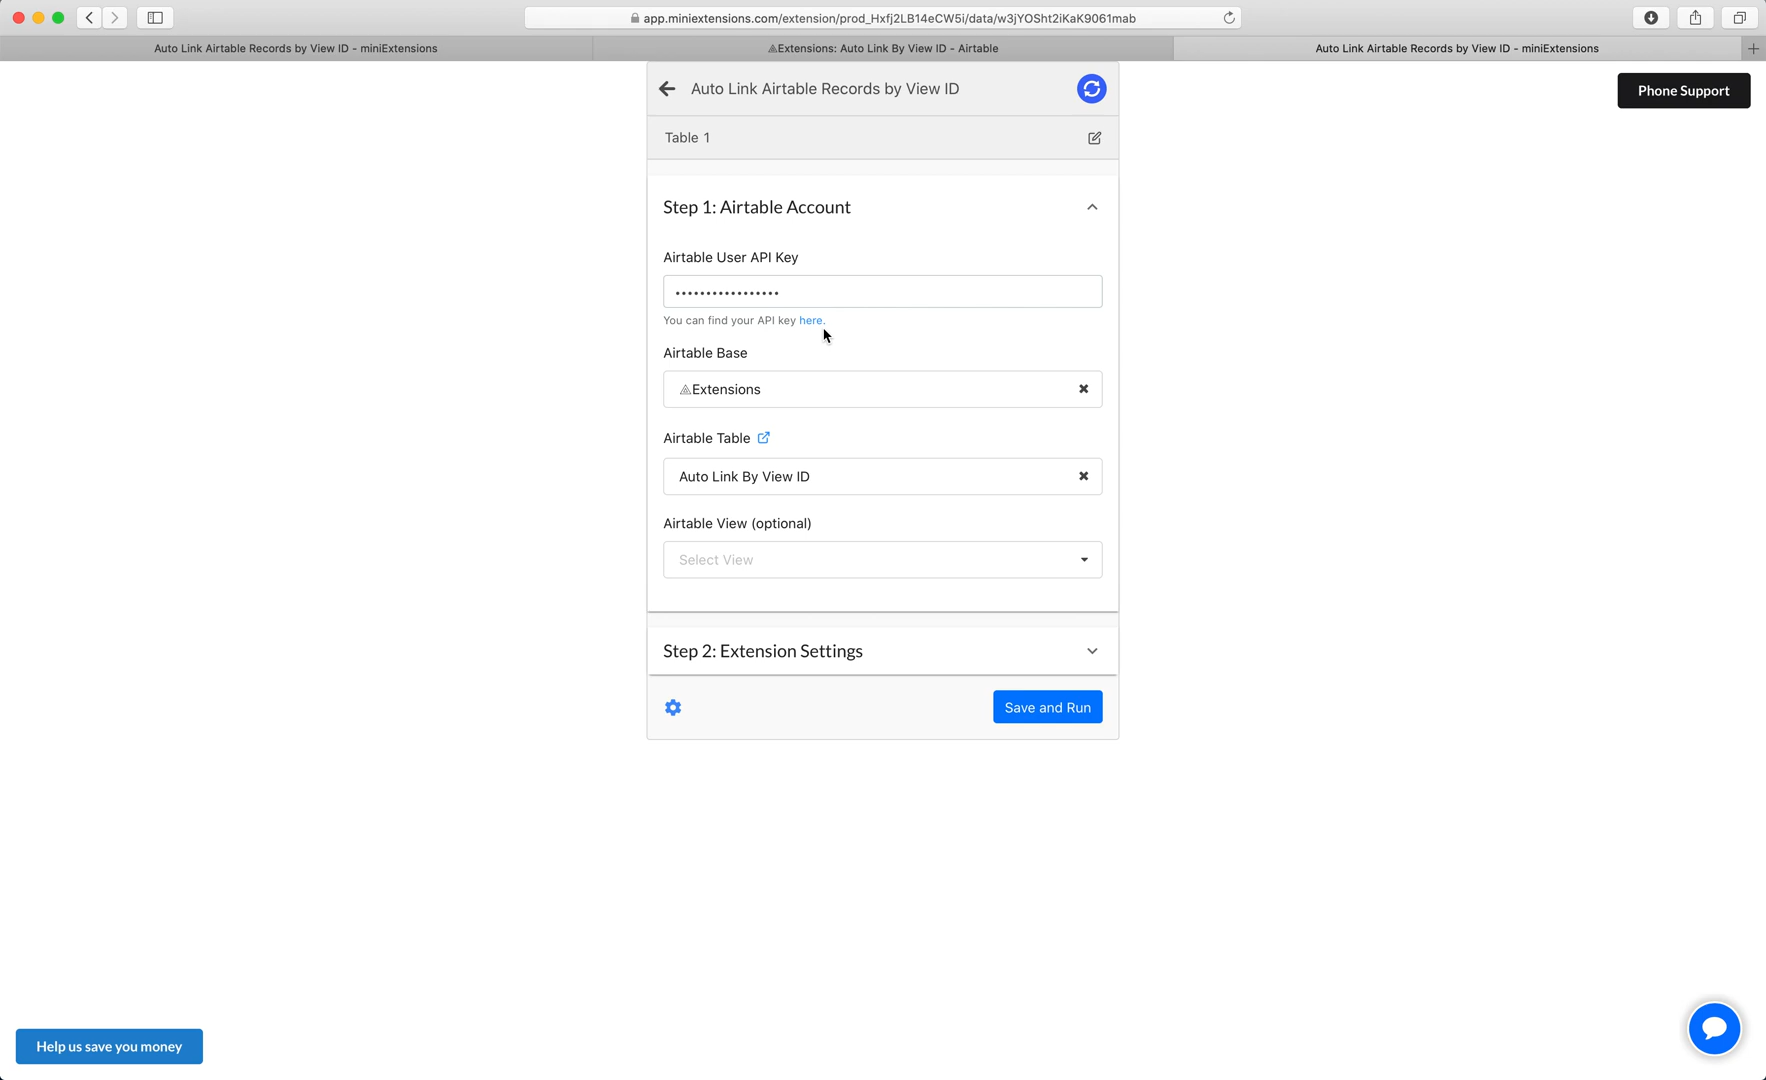 app.miniextensions.com/extension/prod_Hxfj2LB14eCW5i/data/w3jYOSht2iKaK9061mab
Auto Link Airtable Records by View ID - miniExtensions
⟁Extensions: Auto Link By View ID - Airtable
Auto Link Airtable Records by View ID - miniExtensions
Auto Link Airtable Records by View ID
Phone Support
Table 1
Step 1: Airtable Account
Airtable User API Key
•••••••••••••••••
You can find your API key here.
Airtable Base
⟁Extensions
Airtable Table
Auto Link By View ID
Airtable View (optional)
Select View
Step 2: Extension Settings
Save and Run
Help us save you money